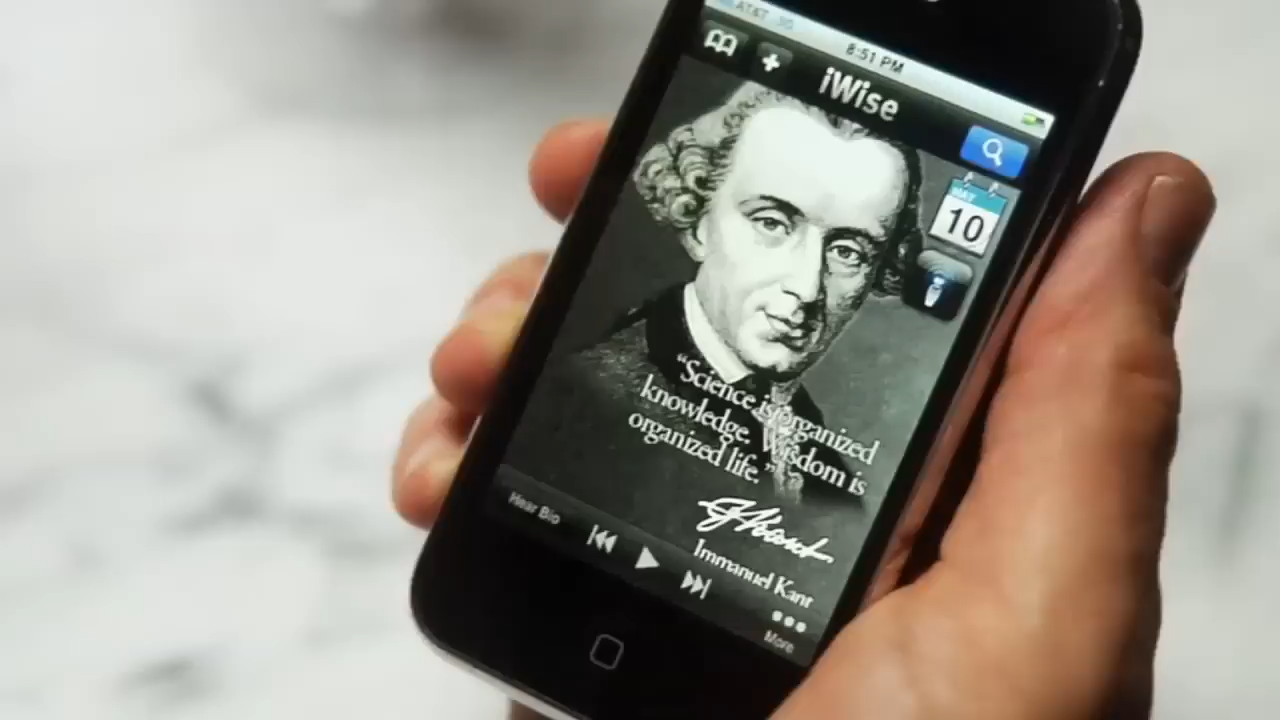 AT&T 3G
8:51 PM
iWise
MAY
10
“Science is organized
knowledge. Wisdom is
organized life.”
Hear Bio
Immanuel Kant
More